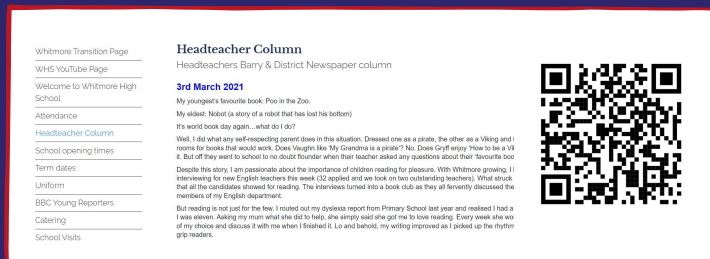 Whitmore Transition Page
WHS YouTube Page
Welcome to Whitmore High
School
Attendance
Headteacher Column
School opening times
Term dates
Uniform
BBC Young Reporters
Catering
School Visits
Headteacher Column
Headteachers Barry & District Newspaper column
3rd March 2021
My youngest's favourite book: Poo in the Zoo.
My eldest: Nobot (a story of a robot that has lost his bottom)
It's world book day again…what do I do?
Well, I did what any self-respecting parent does in this situation. Dressed one as a pirate, the other as a Viking and
rooms for books that would work. Does Vaughn like 'My Grandma is a pirate'? No. Does Gryff enjoy 'How to be a
it. But off they went to school to no doubt flounder when their teacher asked any questions about their 'favourite
Despite this story, I am passionate about the importance of children reading for pleasure. With Whitmore growing,
interviewing for new English teachers this week (32 applied and we took on two outstanding teachers). What struck
that all the candidates showed for reading. The interviews turned into a book club as they all fervently discussed the
members of my English department.
But reading is not just for the few. I routed out my dyslexia report from Primary School last year and realised I had a
I was eleven. Asking my mum what she did to help, she simply said she got me to love reading. Every week she
of my choice and discuss it with me when I finished it. Lo and behold, my writing improved as I picked up the
grip readers.